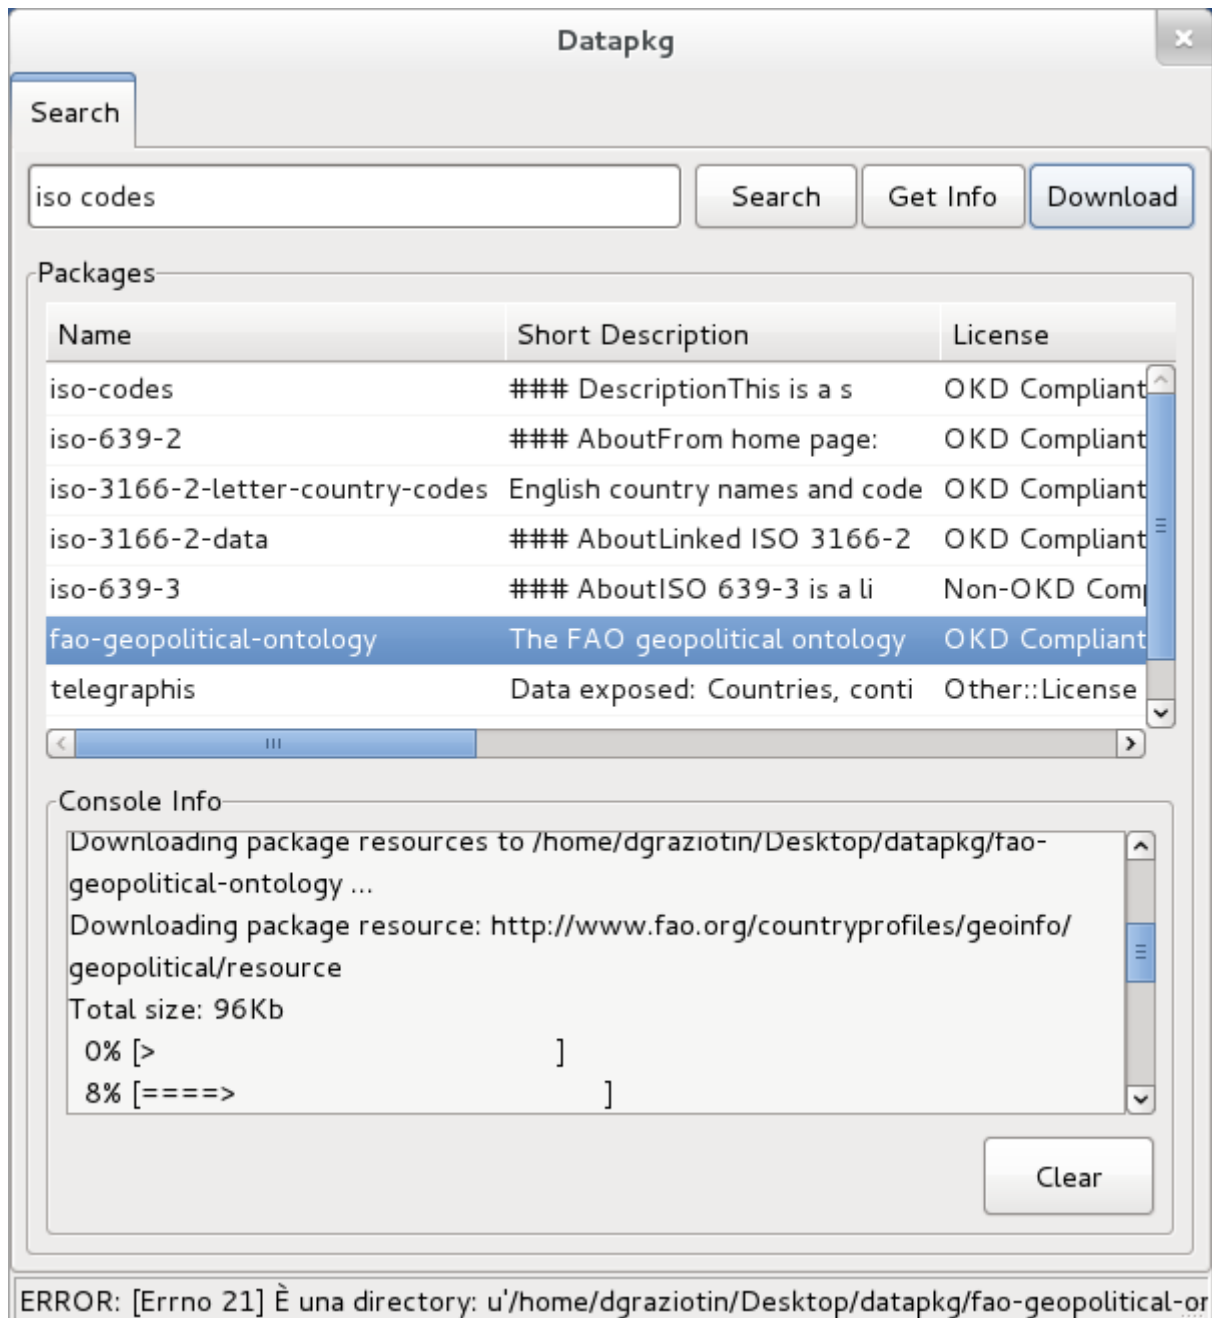 Datapkg
Search
iso codes Search Get Info Download
Packages
Name Short Description License
iso-codes ### DescriptionThis is a s OKD Compliant
iso-639-2 ### AboutFrom home page: OKD Compliant
iso-3166-2-letter-country-codes English country names and code OKD Compliant
iso-3166-2-data ### AboutLinked ISO 3166-2 OKD Compliant
iso-639-3 ### AboutISO 639-3 is a li Non-OKD Com
fao-geopolitical-ontology The FAO geopolitical ontology OKD Compliant
telegraphis Data exposed: Countries, conti Other::License
Console Info
Downloading package resources to /home/dgraziotin/Desktop/datapkg/fao-
geopolitical-ontology ...
Downloading package resource: http://www.fao.org/countryprofiles/geoinfo/
geopolitical/resource
Total size: 96Kb
0% [> ]
8% [====> ]
Clear
ERROR: [Errno 21] È una directory: u'/home/dgraziotin/Desktop/datapkg/fao-geopolitical-or